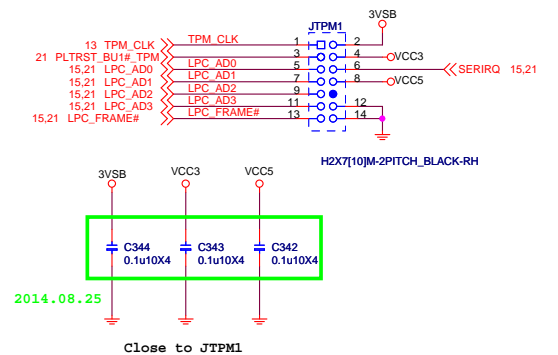 3VSB
JTPM1
13 TPM_CLK TPM_CLK 1 2
21 PLTRST_BU1#_TPM 3 4 VCC3
15,21 LPC_AD0 LPC_AD0 5 6 SERIRQ 15,21
15,21 LPC_AD1 LPC_AD1 7 8 VCC5
15,21 LPC_AD2 LPC_AD2 9
15,21 LPC_AD3 LPC_AD3 11 12
15,21 LPC_FRAME# LPC_FRAME# 13 14
H2X7[10]M-2PITCH_BLACK-RH
3VSB VCC3 VCC5
C344 C343 C342
0.1u10X4 0.1u10X4 0.1u10X4
2014.08.25
Close to JTPM1